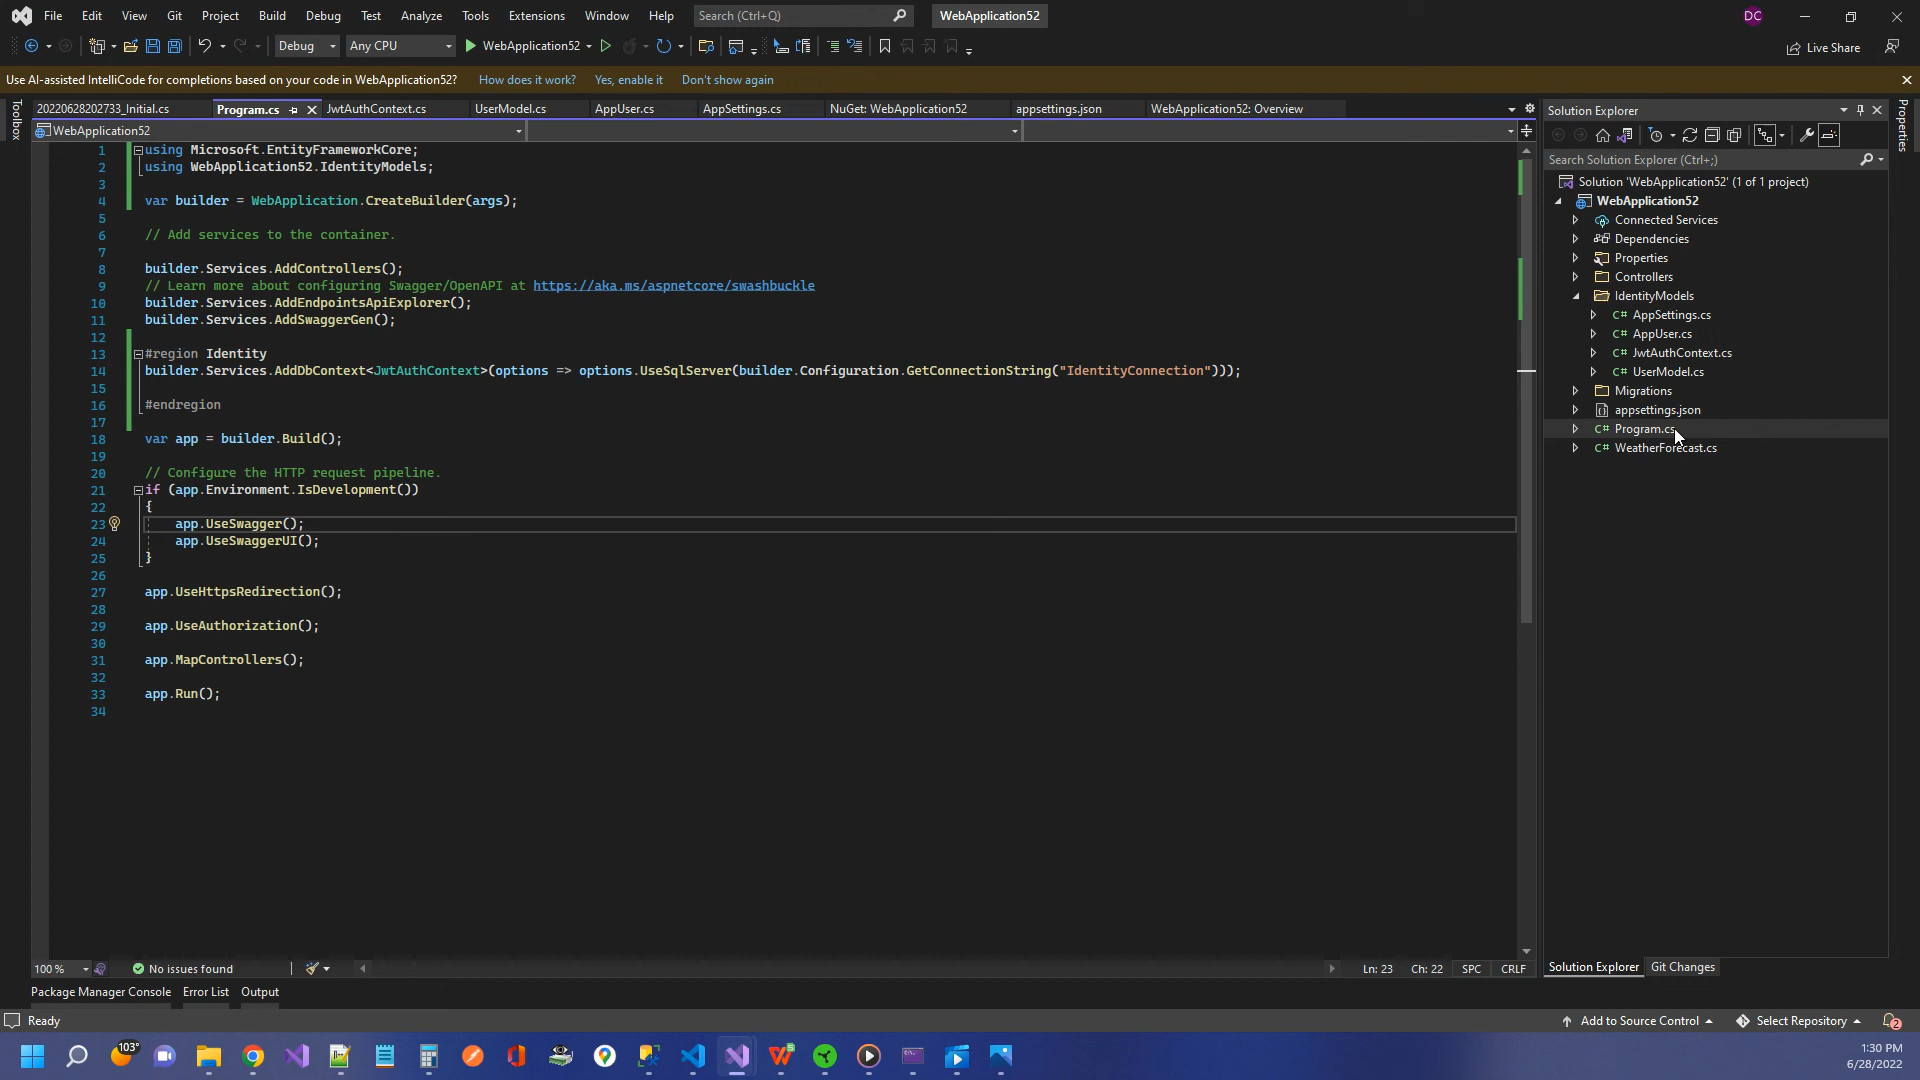 File Edit View Git Project Build Debug Test Analyze Tools Extensions Window Help Search (Ctrl+Q) WebApplication52 DC
Debug Any CPU WebApplication52 Live Share
Use AI-assisted IntelliCode for completions based on your code in WebApplication52? How does it work? Yes, enable it Don't show again
Toolbox
20220628202733_Initial.cs Program.cs JwtAuthContext.cs UserModel.cs AppUser.cs AppSettings.cs NuGet: WebApplication52 appsettings.json WebApplication52: Overview
WebApplication52
1 using Microsoft.EntityFrameworkCore;
2 using WebApplication52.IdentityModels;
3
4 var builder = WebApplication.CreateBuilder(args);
5
6 // Add services to the container.
7
8 builder.Services.AddControllers();
9 // Learn more about configuring Swagger/OpenAPI at https://aka.ms/aspnetcore/swashbuckle
10 builder.Services.AddEndpointsApiExplorer();
11 builder.Services.AddSwaggerGen();
12
13 #region Identity
14 builder.Services.AddDbContext<JwtAuthContext>(options => options.UseSqlServer(builder.Configuration.GetConnectionString("IdentityConnection")));
15
16 #endregion
17
18 var app = builder.Build();
19
20 // Configure the HTTP request pipeline.
21 if (app.Environment.IsDevelopment())
22 {
23 app.UseSwagger();
24 app.UseSwaggerUI();
25 }
26
27 app.UseHttpsRedirection();
28
29 app.UseAuthorization();
30
31 app.MapControllers();
32
33 app.Run();
34
100 % No issues found Ln: 23 Ch: 22 SPC CRLF
Package Manager Console Error List Output
Solution Explorer
Search Solution Explorer (Ctrl+;)
Solution 'WebApplication52' (1 of 1 project)
WebApplication52
Connected Services
Dependencies
Properties
Controllers
IdentityModels
C# AppSettings.cs
C# AppUser.cs
C# JwtAuthContext.cs
C# UserModel.cs
Migrations
appsettings.json
C# Program.cs
C# WeatherForecast.cs
Solution Explorer Git Changes
Properties
Ready Add to Source Control Select Repository 2
103°
1:30 PM
6/28/2022